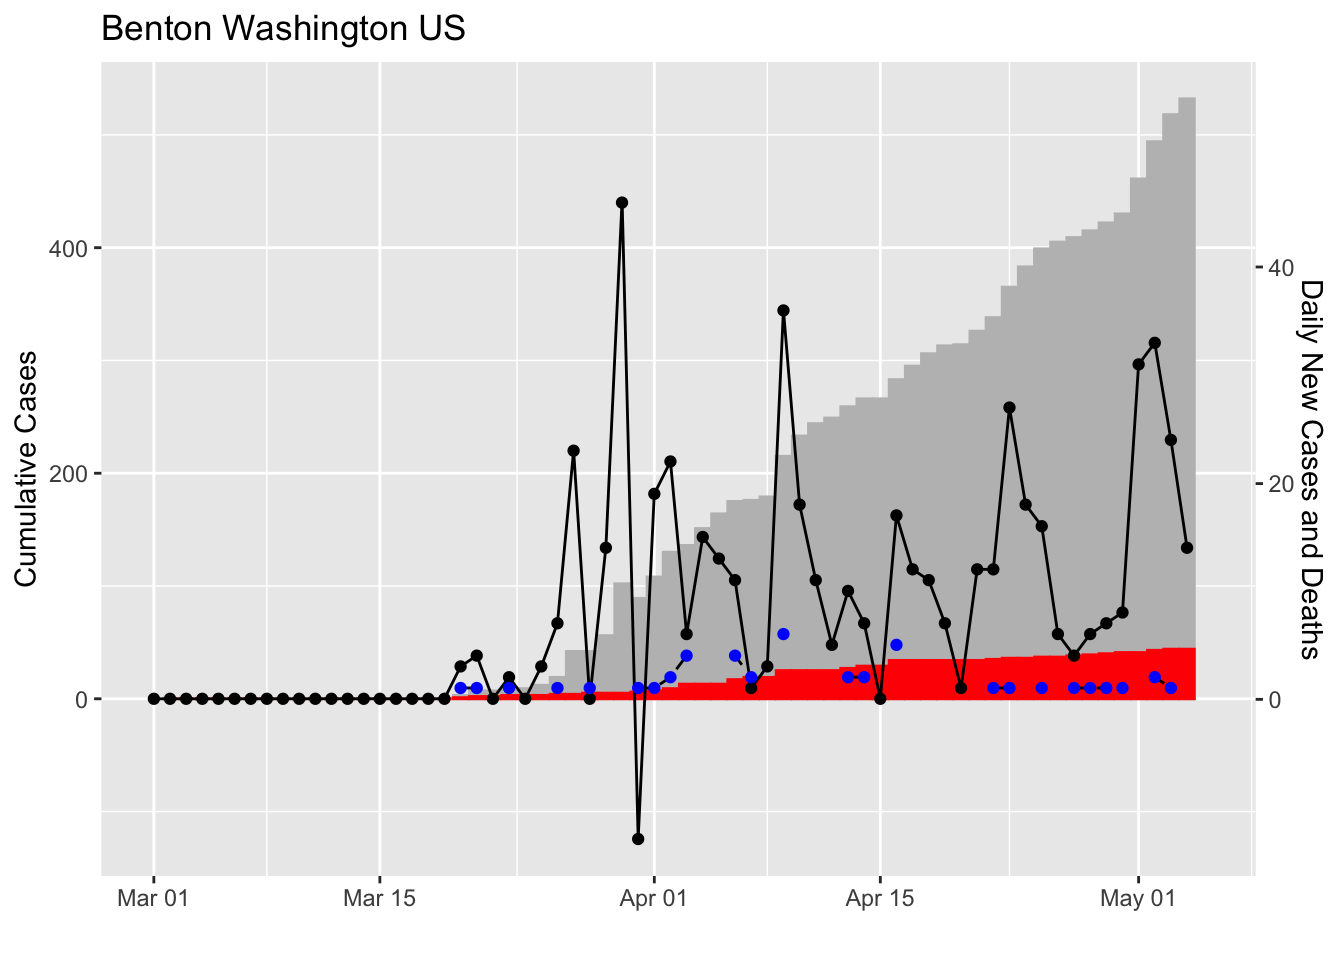 Benton Washington US
Cumulative Cases
400
200
0
40
20
0
Daily New Cases and Deaths
Mar 01
Mar 15
Apr 01
Apr 15
May 01